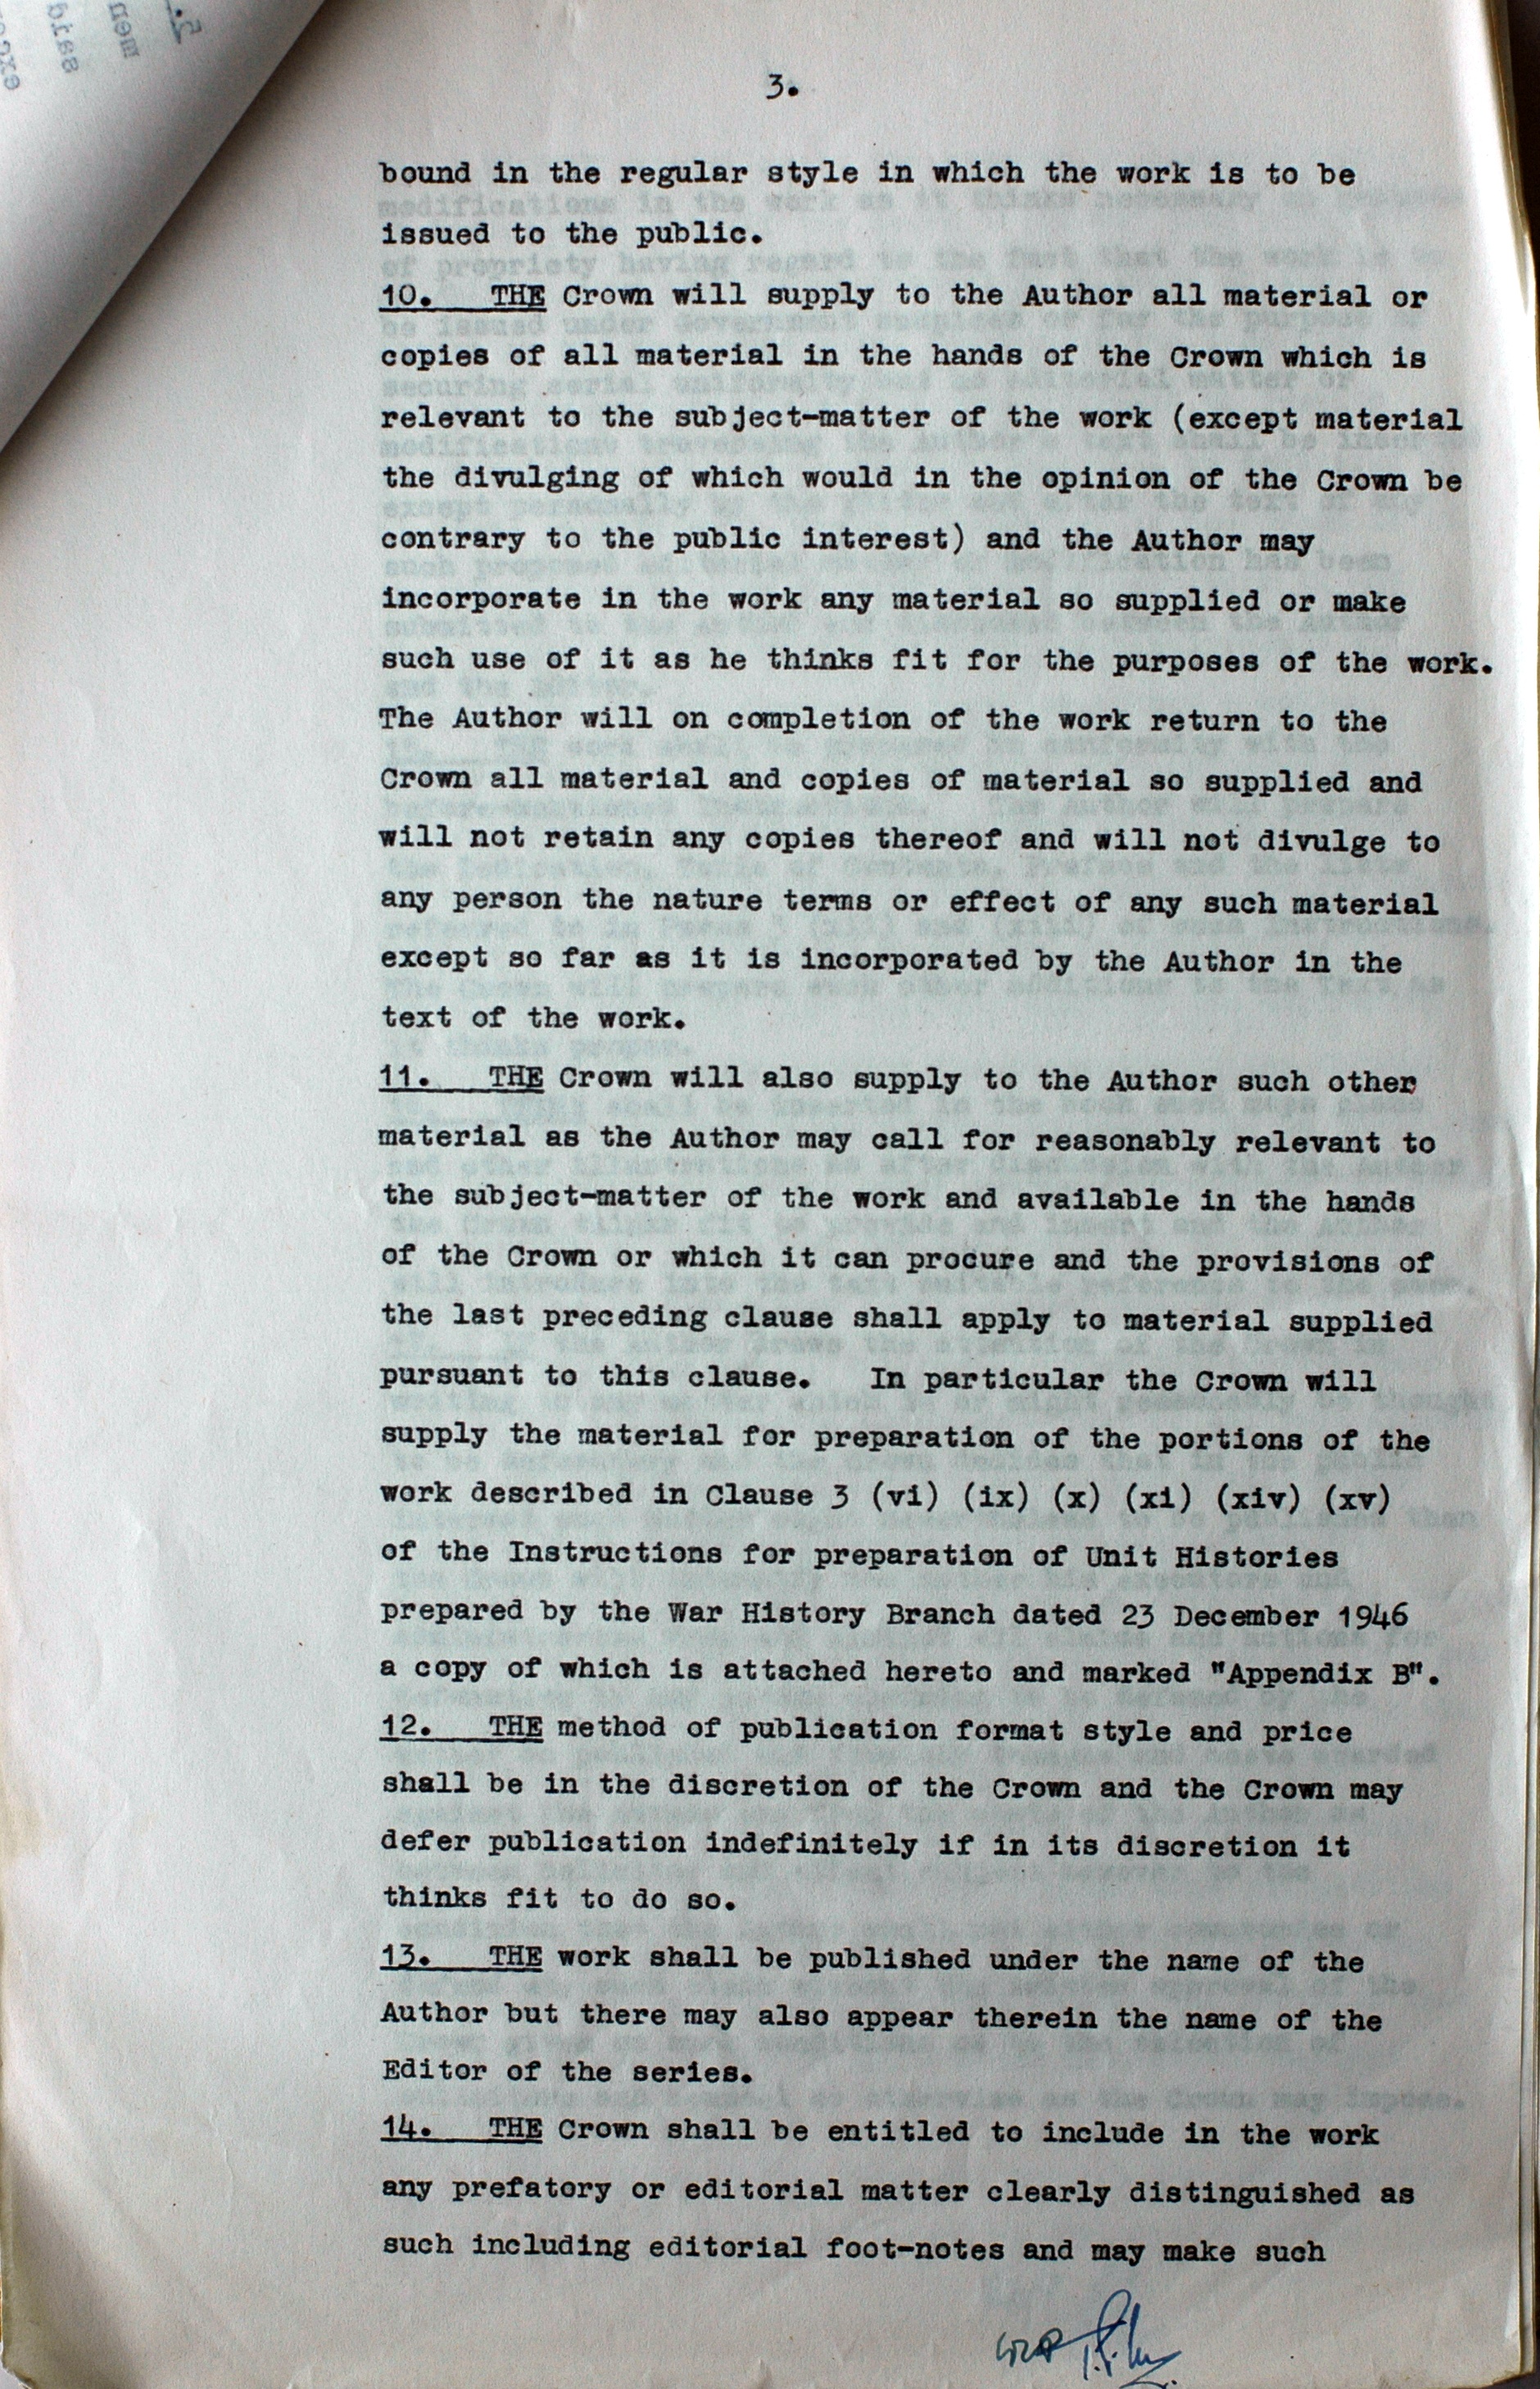 3.
bound in the regular style in which the work is to be
issued to the public.
10. THE Crown will supply to the Author all material or
copies of all material in the hands of the Crown which is
relevant to the subject-matter of the work (except material
the divulging of which would in the opinion of the Crown be
contrary to the public interest) and the Author may
incorporate in the work any material so supplied or make
such use of it as he thinks fit for the purposes of the work.
The Author will on completion of the work return to the
Crown all material and copies of material so supplied and
will not retain any copies thereof and will not divulge to
any person the nature terms or effect of any such material
except so far as it is incorporated by the Author in the
text of the work.
11. THE Crown will also supply to the Author such other
material as the Author may call for reasonably relevant to
the subject-matter of the work and available in the hands
of the Crown or which it can procure and the provisions of
the last preceding clause shall apply to material supplied
pursuant to this clause. In particular the Crown will
supply the material for preparation of the portions of the
work described in Clause 3 (vi) (ix) (x) (xi) (xiv) (xv)
of the Instructions for preparation of Unit Histories
prepared by the War History Branch dated 23 December 1946
a copy of which is attached hereto and marked "Appendix B".
12. THE method of publication format style and price
shall be in the discretion of the Crown and the Crown may
defer publication indefinitely if in its discretion it
thinks fit to do so.
13. THE work shall be published under the name of the
Author but there may also appear therein the name of the
Editor of the series.
14. THE Crown shall be entitled to include in the work
any prefatory or editorial matter clearly distinguished as
such including editorial foot-notes and may make such